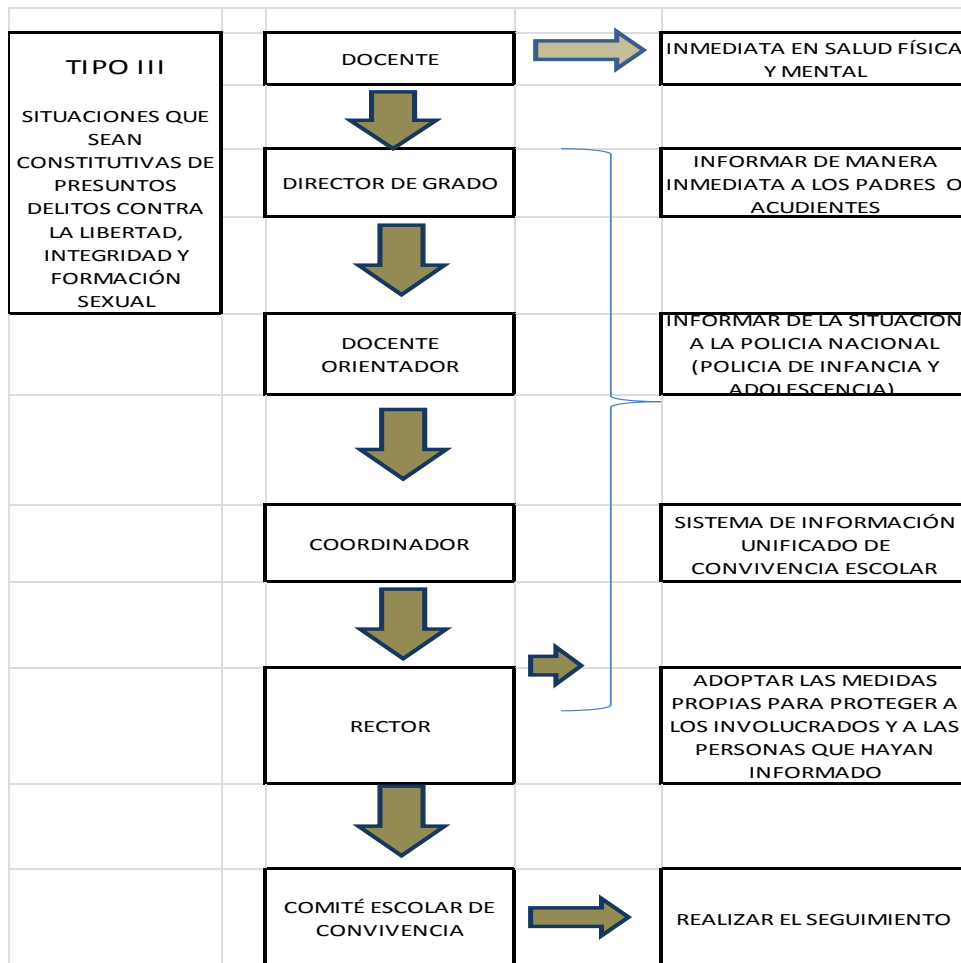 TIPO III
SITUACIONES QUE
SEAN
CONSTITUTIVAS DE
PRESUNTOS
DELITOS CONTRA
LA LIBERTAD,
INTEGRIDAD Y
FORMACIÓN
SEXUAL
DOCENTE
INMEDIATA EN SALUD FÍSICA
Y MENTAL
DIRECTOR DE GRADO
INFORMAR DE MANERA
INMEDIATA A LOS PADRES O
ACUDIENTES
DOCENTE
ORIENTADOR
INFORMAR DE LA SITUACION
A LA POLICIA NACIONAL
(POLICIA DE INFANCIA Y
ADOLESCENCIA)
COORDINADOR
SISTEMA DE INFORMACIÓN
UNIFICADO DE
CONVIVENCIA ESCOLAR
RECTOR
ADOPTAR LAS MEDIDAS
PROPIAS PARA PROTEGER A
LOS INVOLUCRADOS Y A LAS
PERSONAS QUE HAYAN
INFORMADO
COMITÉ ESCOLAR DE
CONVIVENCIA
REALIZAR EL SEGUIMIENTO